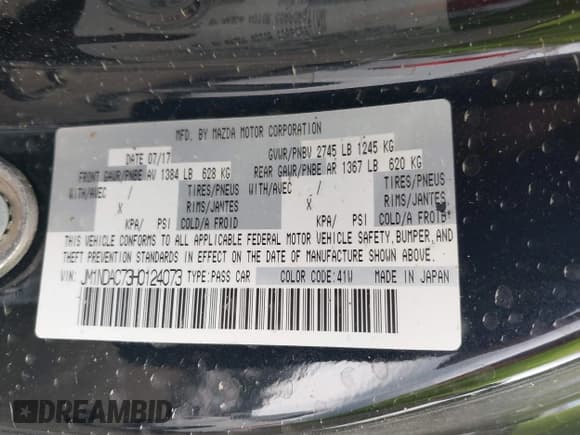 MFD. BY MAZDA MOTOR CORPORATION
DATE 07/17 GVWR/PNBV 2745 LB 1245 KG
FRONT GAWR/PNBE AV 1384 LB 628 KG REAR GAWR/PNBE AR 1367 LB 620 KG
WITH/AVEC / TIRES/PNEUS WITH/AVEC / TIRES/PNEUS
X RIMS/JANTES X RIMS/JANTES
KPA/ PSI COLD/A FROID KPA/ PSI COLD/A FROID
THIS VEHICLE CONFORMS TO ALL APPLICABLE FEDERAL MOTOR VEHICLE SAFETY, BUMPER, AND
THEFT PREVENTION STANDARDS IN EFFECT ON THE DATE OF MANUFACTURE SHOWN ABOVE.
VIN: JM1NDAC73H0124073 TYPE:PASS CAR COLOR CODE:41W MADE IN JAPAN
DREAMBID